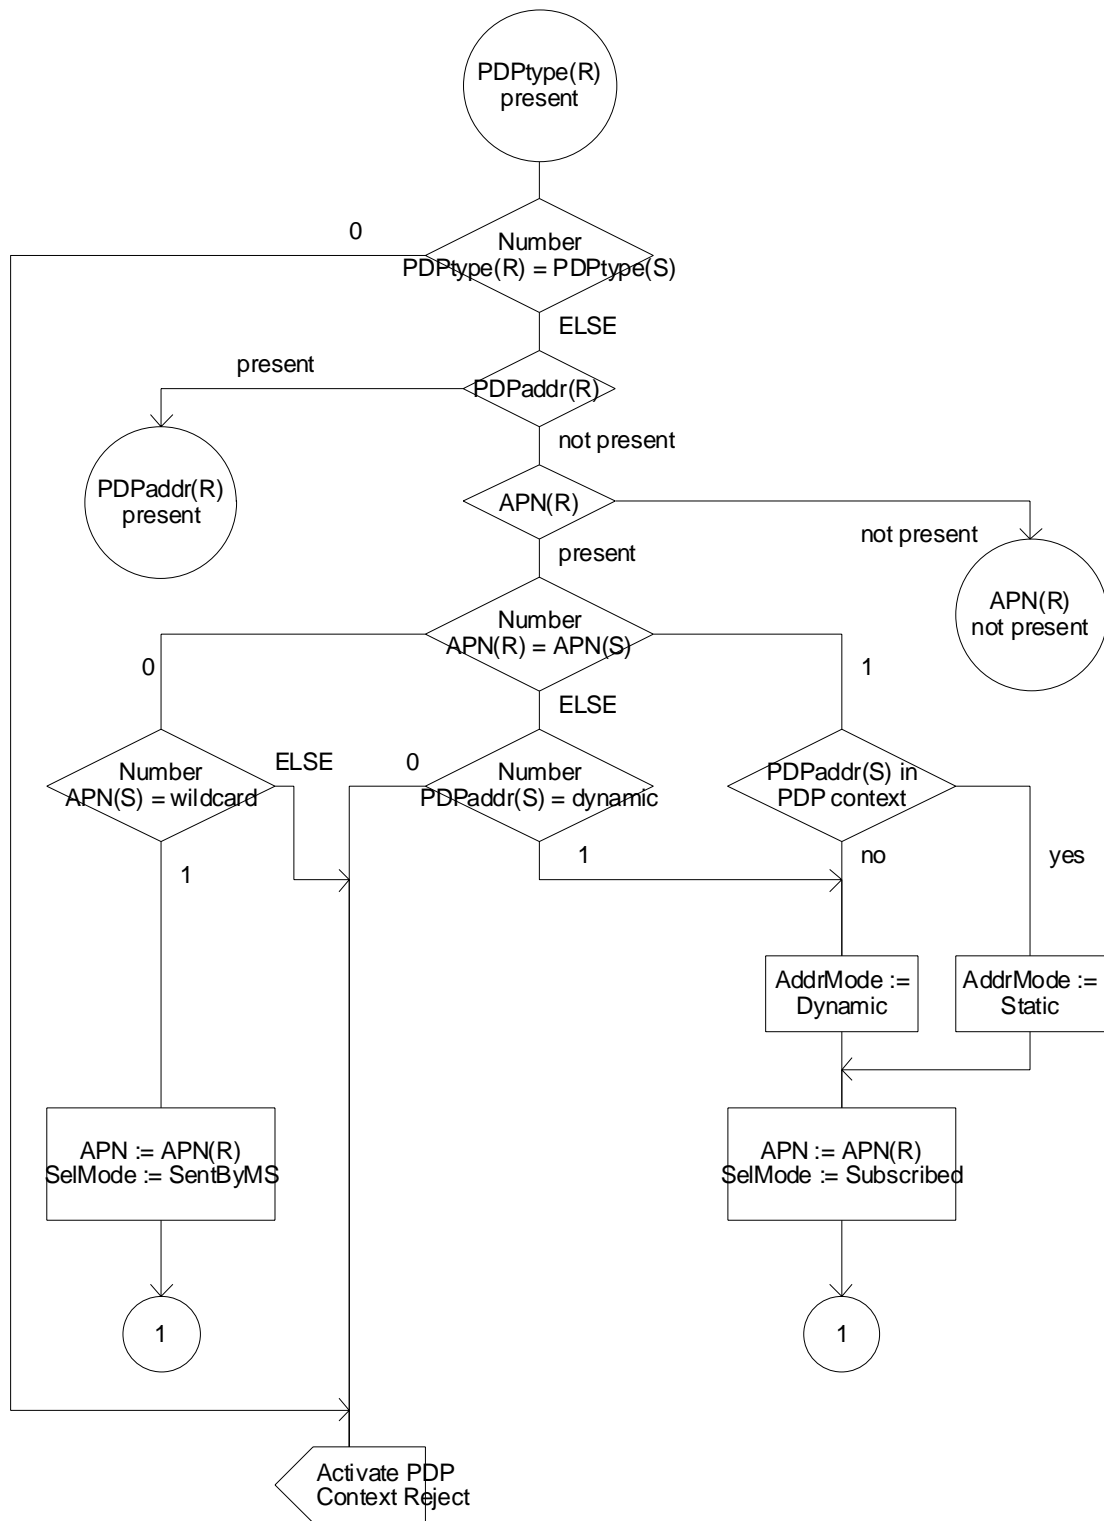 PDPtype(R)
present
0
Number
PDPtype(R) = PDPtype(S)
ELSE
present
PDPaddr(R)
not present
PDPaddr(R)
present
APN(R)
not present
present
APN(R)
not present
Number
APN(R) = APN(S)
0
1
ELSE
Number
APN(S) = wildcard
ELSE
0
Number
PDPaddr(S) = dynamic
PDPaddr(S) in
PDP context
1
1
no
yes
AddrMode :=
Dynamic
AddrMode :=
Static
APN := APN(R)
SelMode := SentByMS
APN := APN(R)
SelMode := Subscribed
1
1
Activate PDP
Context Reject